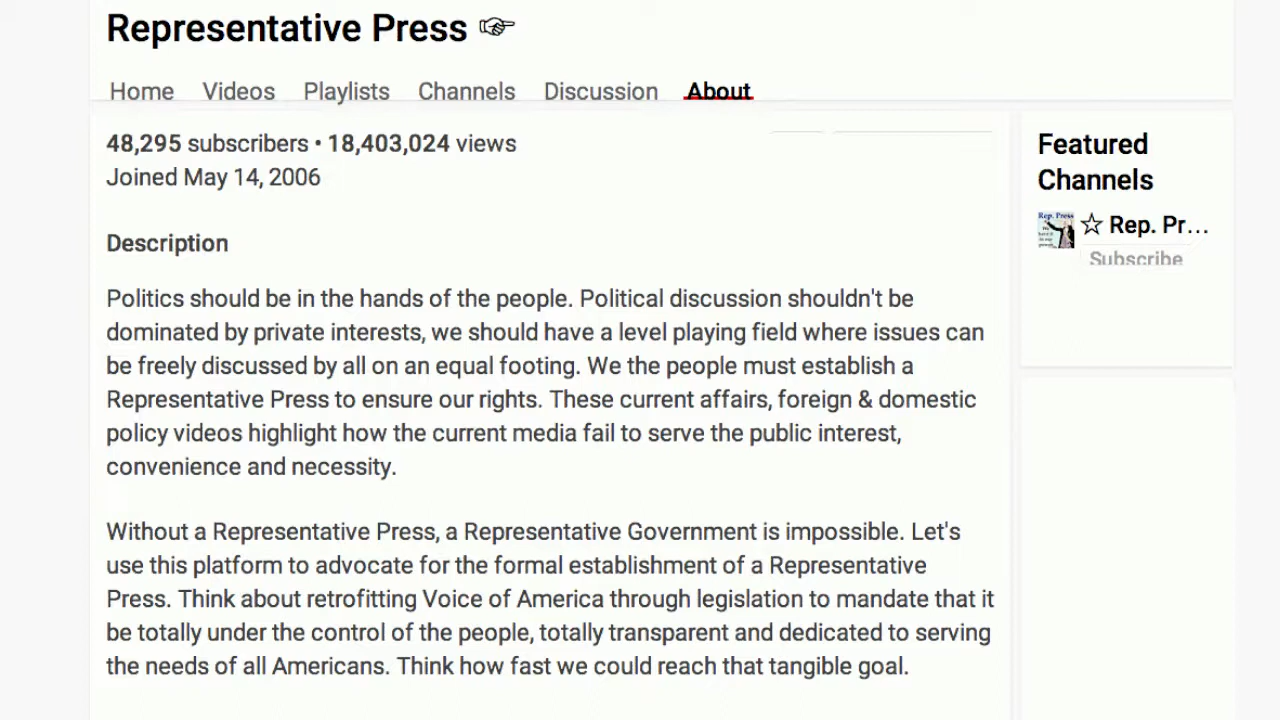 Representative Press ☞
Home Videos Playlists Channels Discussion About
48,295 subscribers • 18,403,024 views
Joined May 14, 2006
Description
Politics should be in the hands of the people. Political discussion shouldn't be
dominated by private interests, we should have a level playing field where issues can
be freely discussed by all on an equal footing. We the people must establish a
Representative Press to ensure our rights. These current affairs, foreign & domestic
policy videos highlight how the current media fail to serve the public interest,
convenience and necessity.
Without a Representative Press, a Representative Government is impossible. Let's
use this platform to advocate for the formal establishment of a Representative
Press. Think about retrofitting Voice of America through legislation to mandate that it
be totally under the control of the people, totally transparent and dedicated to serving
the needs of all Americans. Think how fast we could reach that tangible goal.
Featured
Channels
Rep. Press
☆ Rep. Pr...
Subscribe